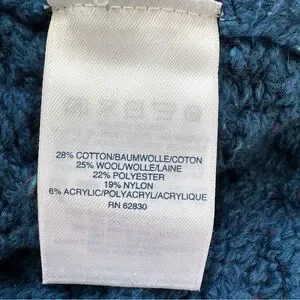 28% COTTON/BAUMWOLLE/COTON
25% WOOL/WOLLE/LAINE
22% POLYESTER
19% NYLON
6% ACRYLIC/POLYACRYL/ACRYLIQUE
RN 62830